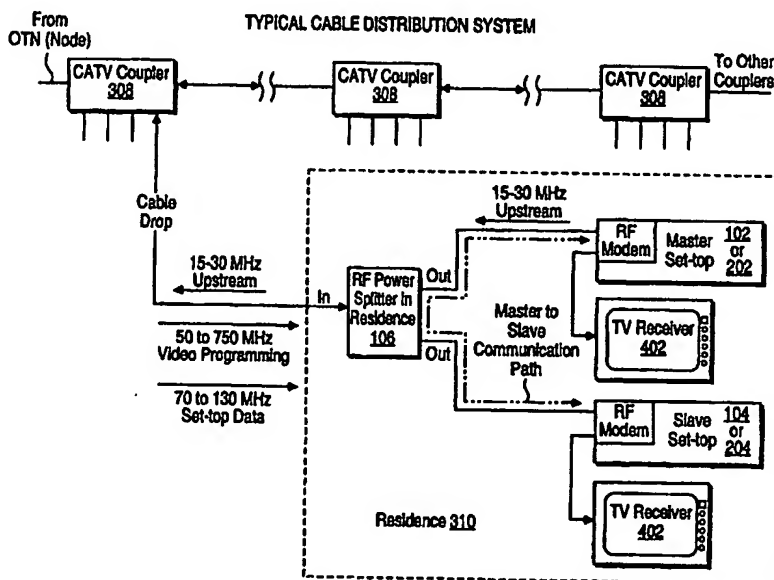 TYPICAL CABLE DISTRIBUTION SYSTEM
From
OTN (Node)
CATV Coupler
308
CATV Coupler
308
CATV Coupler
308
To Other
Couplers
Cable
Drop
15-30 MHz
Upstream
15-30 MHz
Upstream
In
RF Power
Splitter in
Residence
106
Out
Out
50 to 750 MHz
Video Programming
70 to 130 MHz
Set-top Data
Master to
Slave
Communication
Path
RF
Modem
Master
Set-top
102
or
202
TV Receiver
402
RF
Modem
Slave
Set-top
104
or
204
TV Receiver
402
Residence 310